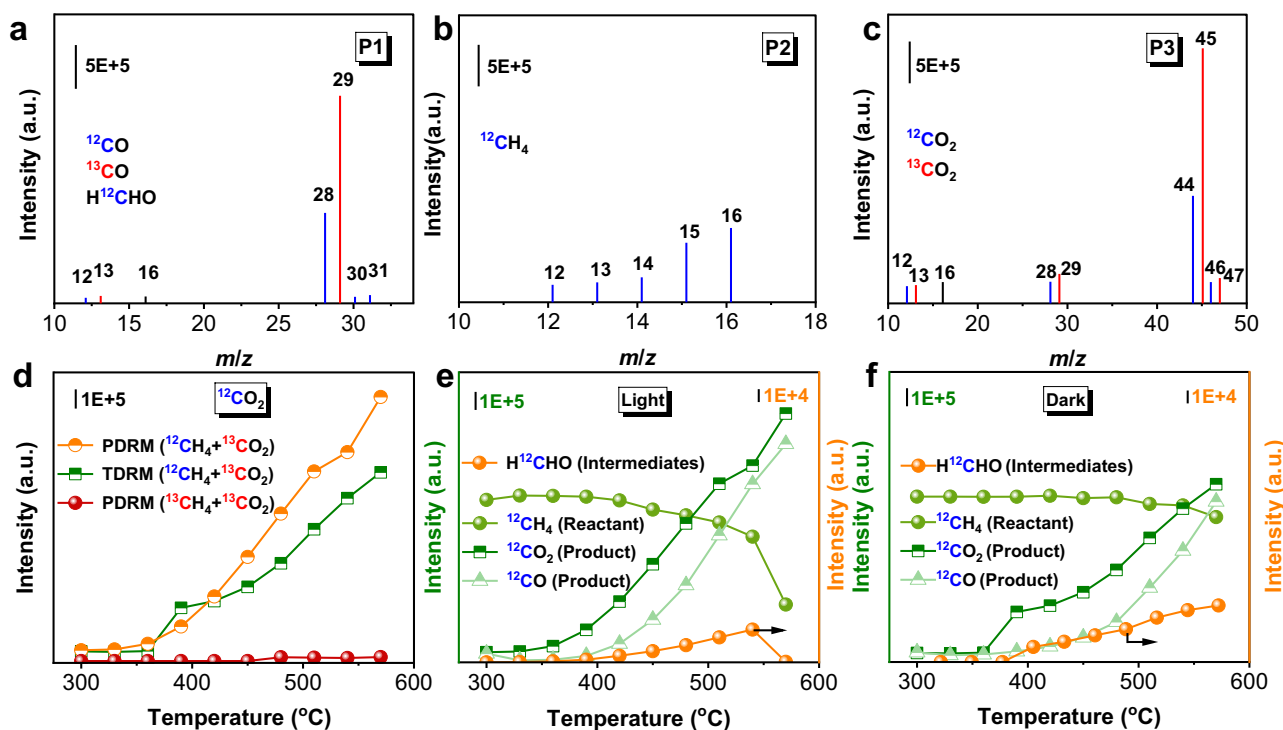 a
P1
5E+5
29
¹²CO
¹³CO
H¹²CHO
28
12
13
16
30
31
Intensity (a.u.)
10 15 20 25 30
m/z
b
P2
5E+5
¹²CH₄
12
13
14
15
16
Intensity(a.u.)
10 12 14 16 18
m/z
c
P3
5E+5
45
¹²CO₂
¹³CO₂
44
12
13
16
28
29
46
47
Intensity (a.u.)
10 20 30 40 50
m/z
d
1E+5
¹²CO₂
PDRM (¹²CH₄+¹³CO₂)
TDRM (¹²CH₄+¹³CO₂)
PDRM (¹³CH₄+¹³CO₂)
Intensity (a.u.)
300 400 500 600
Temperature (°C)
e
1E+5
Light
1E+4
H¹²CHO (Intermediates)
¹²CH₄ (Reactant)
¹²CO₂ (Product)
¹²CO (Product)
Intensity (a.u.)
Intensity (a.u.)
300 400 500 600
Temperature (°C)
f
1E+5
Dark
1E+4
H¹²CHO (Intermediates)
¹²CH₄ (Reactant)
¹²CO₂ (Product)
¹²CO (Product)
Intensity (a.u.)
Intensity (a.u.)
300 400 500 600
Temperature (°C)